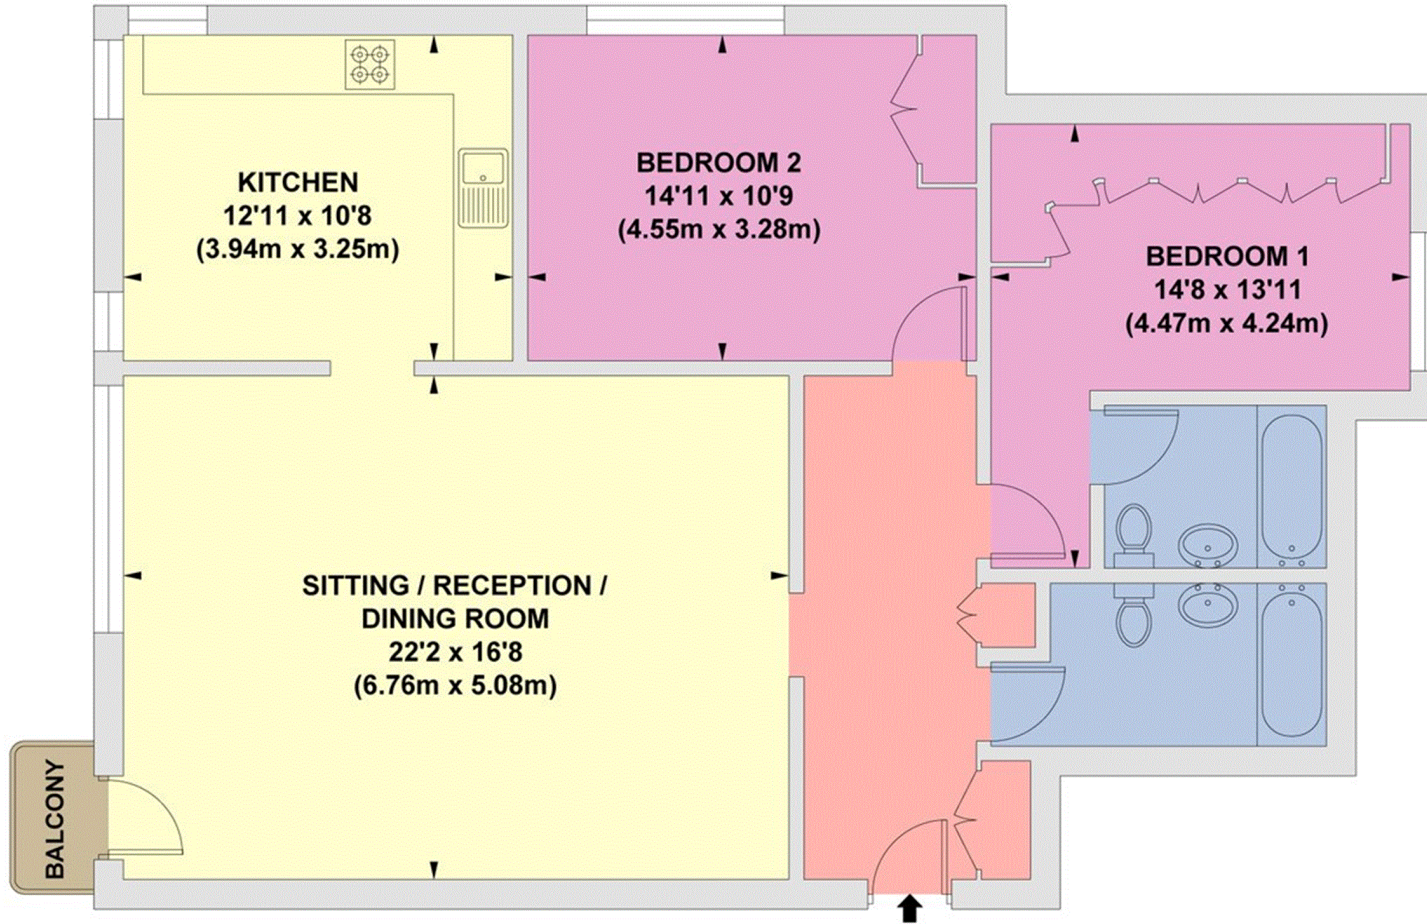 KITCHEN
12'11 x 10'8
(3.94m x 3.25m)
BEDROOM 2
14'11 x 10'9
(4.55m x 3.28m)
BEDROOM 1
14'8 x 13'11
(4.47m x 4.24m)
SITTING / RECEPTION /
DINING ROOM
22'2 x 16'8
(6.76m x 5.08m)
BALCONY